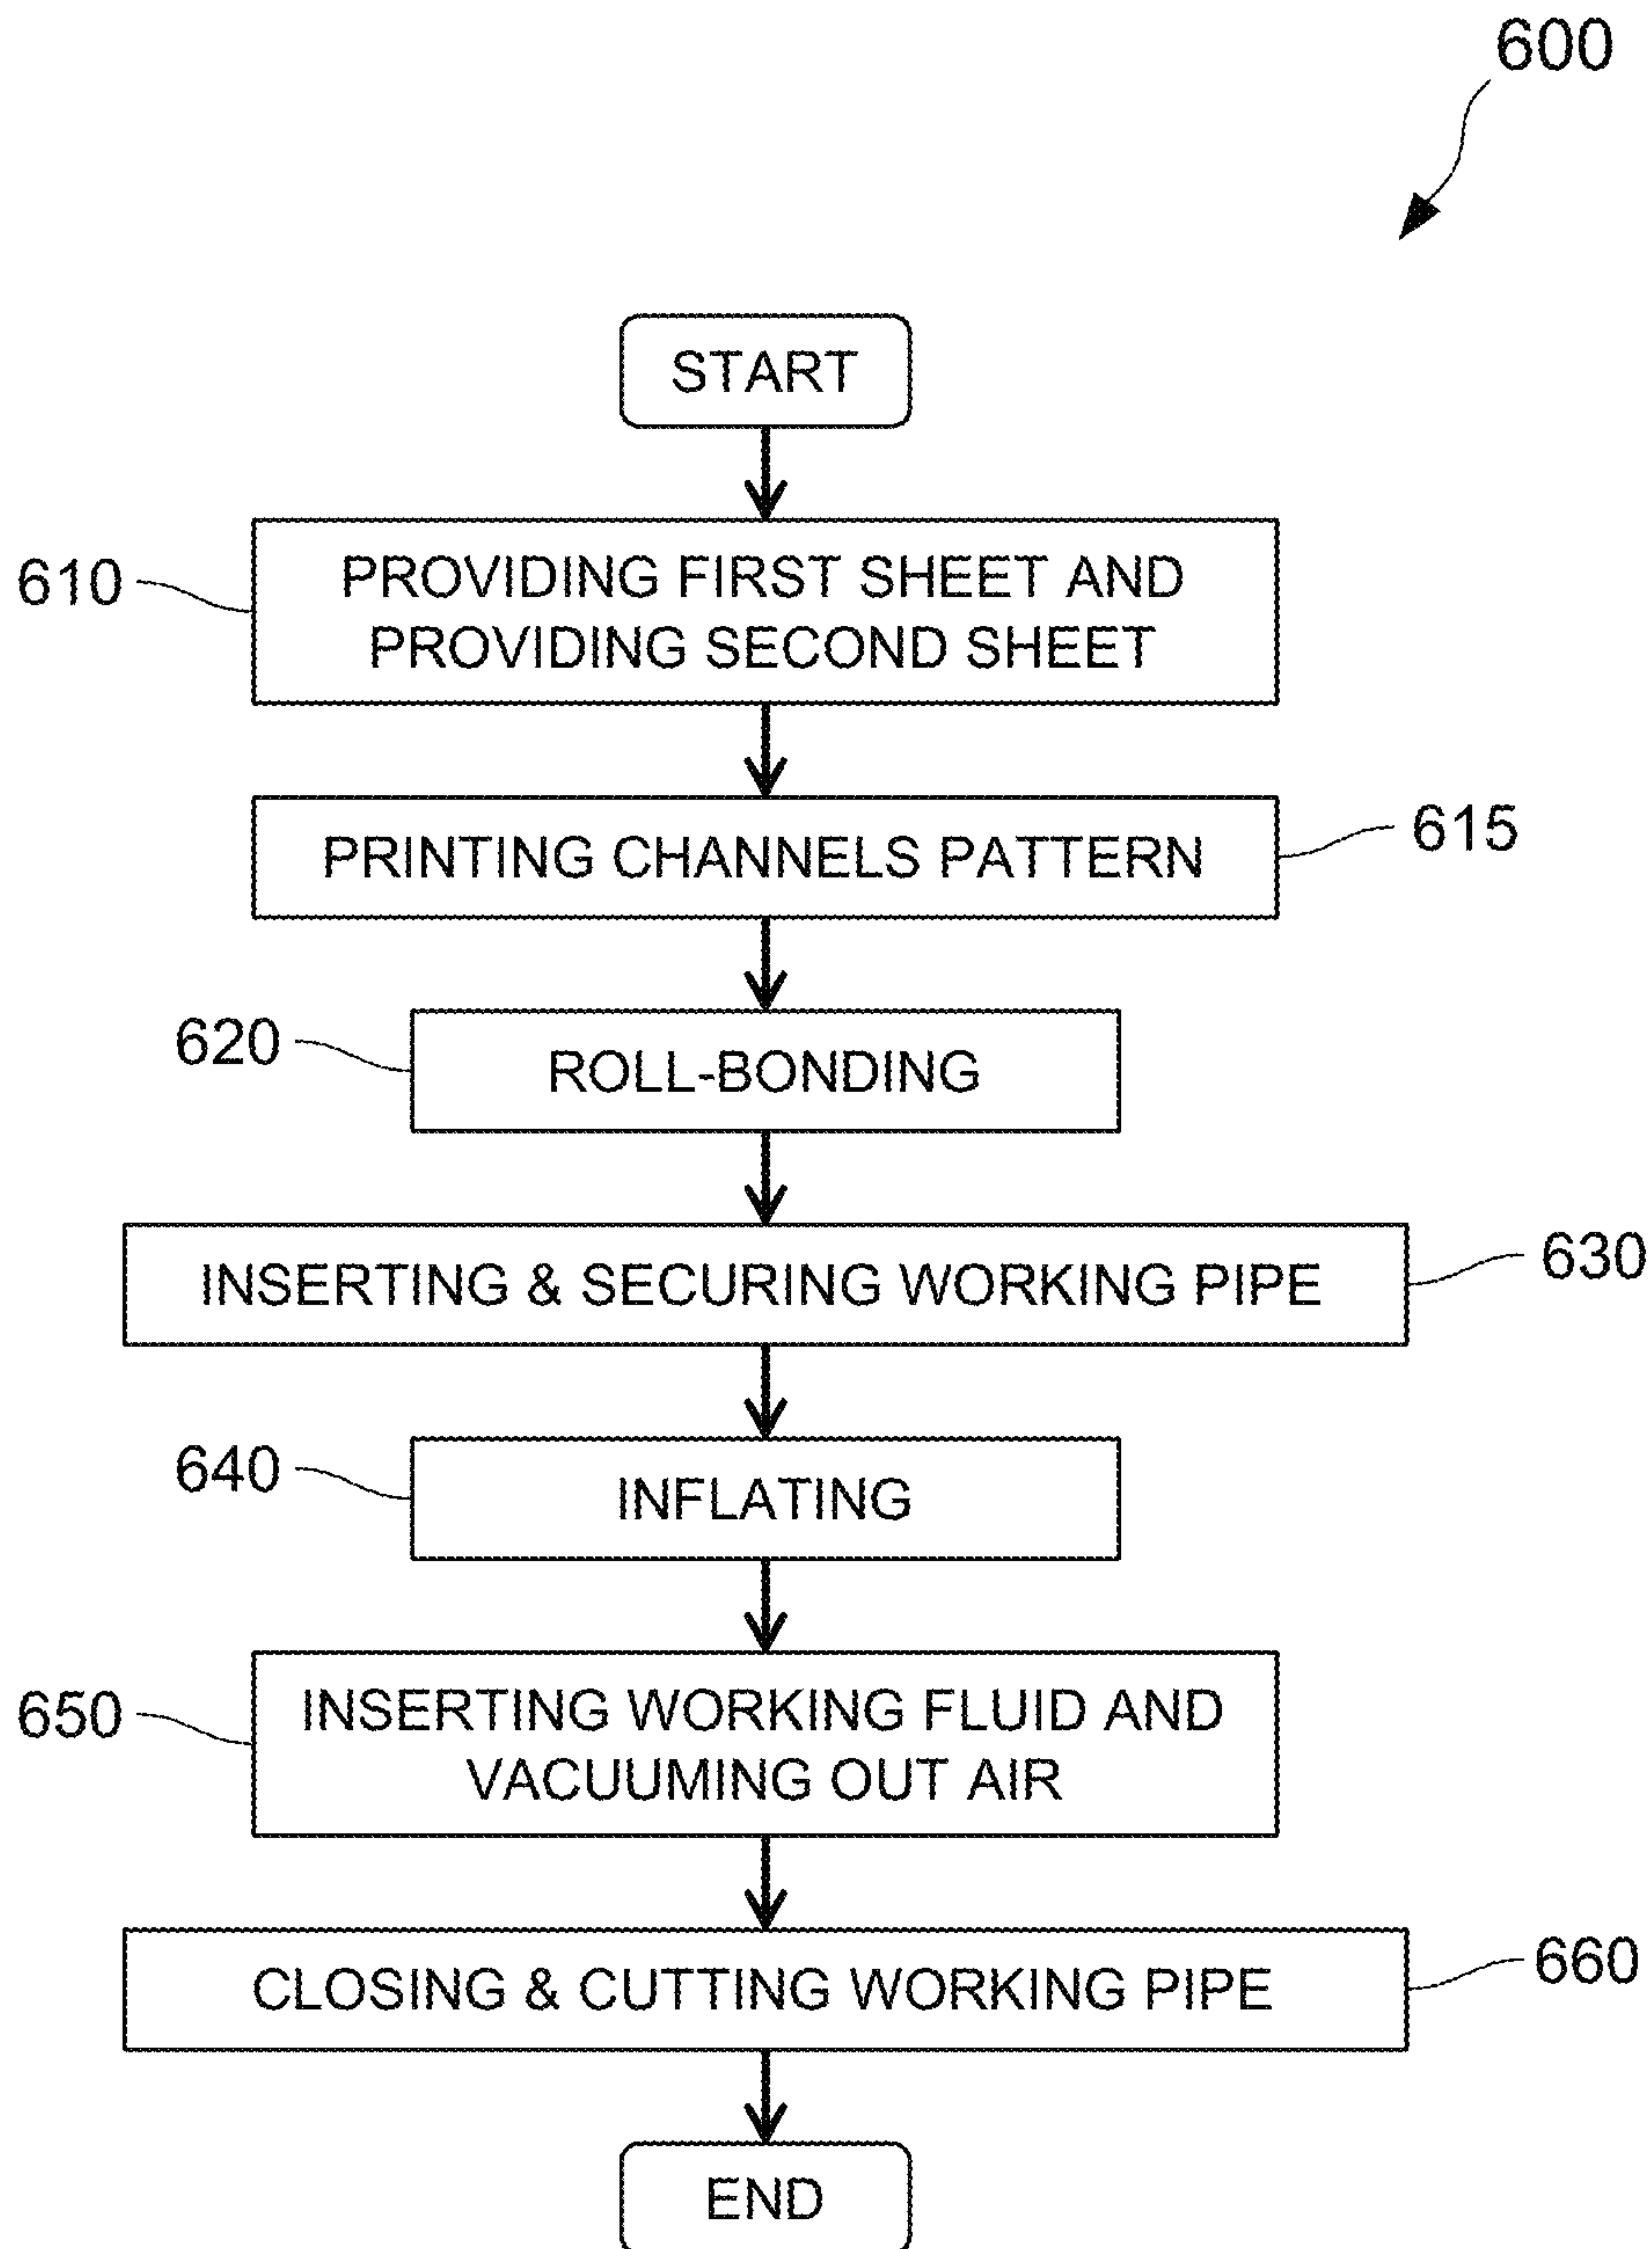 600
START
610
PROVIDING FIRST SHEET AND
PROVIDING SECOND SHEET
PRINTING CHANNELS PATTERN
615
620
ROLL-BONDING
INSERTING & SECURING WORKING PIPE
630
640
INFLATING
650
INSERTING WORKING FLUID AND
VACUUMING OUT AIR
CLOSING & CUTTING WORKING PIPE
660
END